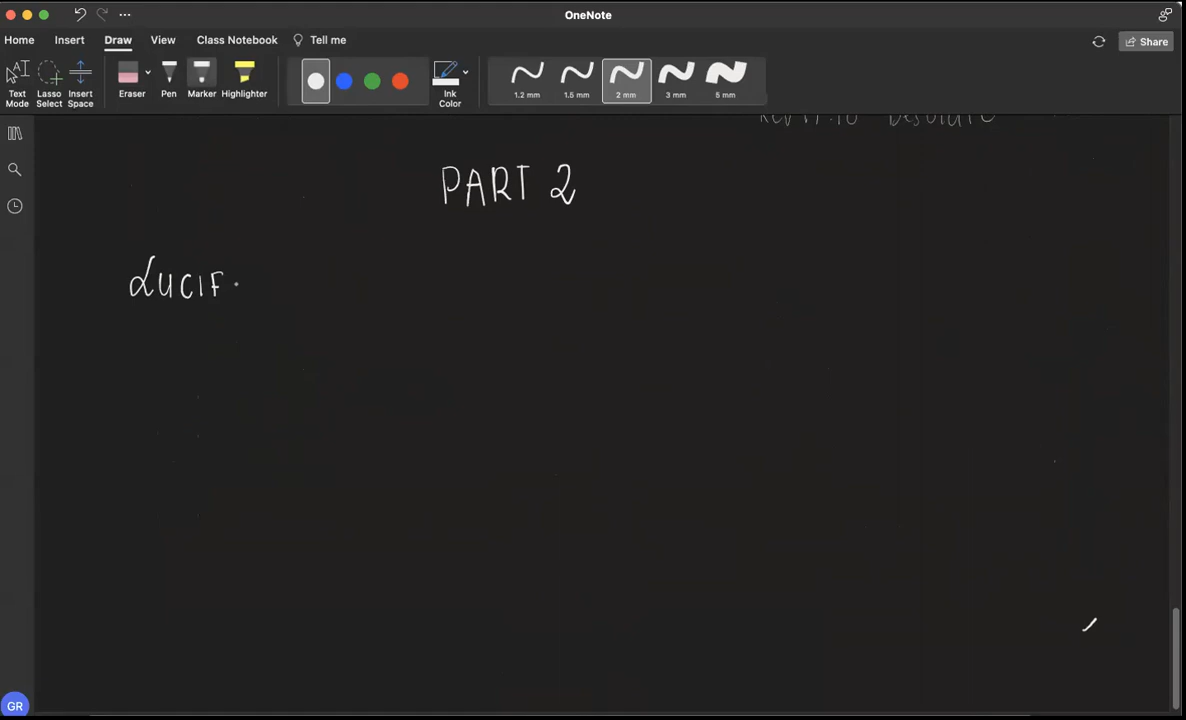 OneNote
Home Insert Draw View Class Notebook Tell me Share
Text Mode Lasso Select Insert Space Eraser Pen Marker Highlighter Ink Color 1.2 mm 1.5 mm 2 mm 3 mm 5 mm
PART 2
LUCIF
GR